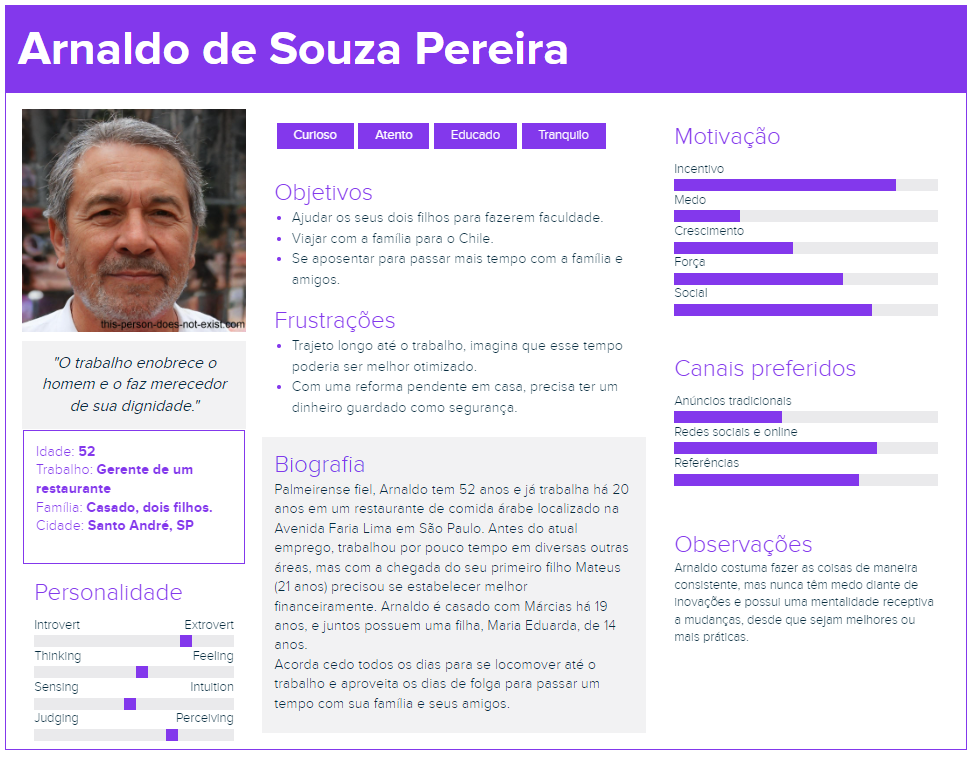 Arnaldo de Souza Pereira
this-person-does-not-exist.com
"O trabalho enobrece o
homem e o faz merecedor
de sua dignidade."
Idade: 52
Trabalho: Gerente de um
restaurante
Família: Casado, dois filhos.
Cidade: Santo André, SP
Personalidade
Introvert Extrovert
Thinking Feeling
Sensing Intuition
Judging Perceiving
Curioso Atento Educado Tranquilo
Objetivos
• Ajudar os seus dois filhos para fazerem faculdade.
• Viajar com a família para o Chile.
• Se aposentar para passar mais tempo com a família e
amigos.
Frustrações
• Trajeto longo até o trabalho, imagina que esse tempo
poderia ser melhor otimizado.
• Com uma reforma pendente em casa, precisa ter um
dinheiro guardado como segurança.
Biografia
Palmeirense fiel, Arnaldo tem 52 anos e já trabalha há 20
anos em um restaurante de comida árabe localizado na
Avenida Faria Lima em São Paulo. Antes do atual
emprego, trabalhou por pouco tempo em diversas outras
áreas, mas com a chegada do seu primeiro filho Mateus
(21 anos) precisou se estabelecer melhor
financeiramente. Arnaldo é casado com Márcias há 19
anos, e juntos possuem uma filha, Maria Eduarda, de 14
anos.
Acorda cedo todos os dias para se locomover até o
trabalho e aproveita os dias de folga para passar um
tempo com sua família e seus amigos.
Motivação
Incentivo
Medo
Crescimento
Força
Social
Canais preferidos
Anúncios tradicionais
Redes sociais e online
Referências
Observações
Arnaldo costuma fazer as coisas de maneira
consistente, mas nunca têm medo diante de
inovações e possui uma mentalidade receptiva
a mudanças, desde que sejam melhores ou
mais práticas.